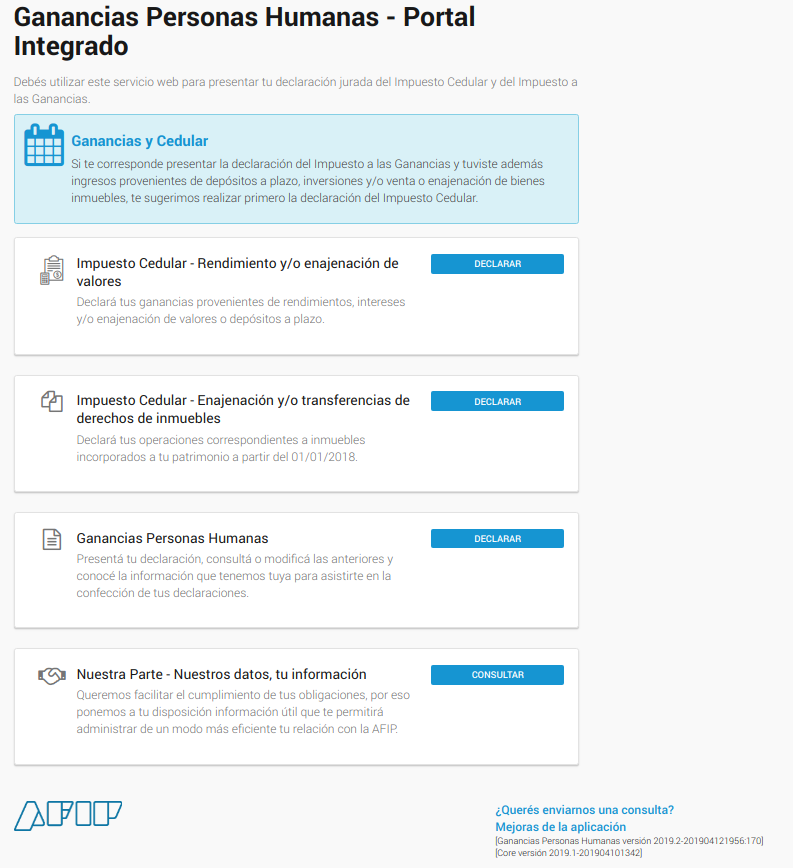 Ganancias Personas Humanas - Portal
Integrado
Debés utilizar este servicio web para presentar tu declaración jurada del Impuesto Cedular y del Impuesto a
las Ganancias.
Ganancias y Cedular
Si te corresponde presentar la declaración del Impuesto a las Ganancias y tuviste además
ingresos provenientes de depósitos a plazo, inversiones y/o venta o enajenación de bienes
inmuebles, te sugerimos realizar primero la declaración del Impuesto Cedular.
Impuesto Cedular - Rendimiento y/o enajenación de
valores
DECLARAR
Declará tus ganancias provenientes de rendimientos, intereses
y/o enajenación de valores o depósitos a plazo.
Impuesto Cedular - Enajenación y/o transferencias de
derechos de inmuebles
DECLARAR
Declará tus operaciones correspondientes a inmuebles
incorporados a tu patrimonio a partir del 01/01/2018.
Ganancias Personas Humanas
DECLARAR
Presentá tu declaración, consultá o modificá las anteriores y
conocé la información que tenemos tuya para asistirte en la
confección de tus declaraciones.
Nuestra Parte - Nuestros datos, tu información
CONSULTAR
Queremos facilitar el cumplimiento de tus obligaciones, por eso
ponemos a tu disposición información útil que te permitirá
administrar de un modo más eficiente tu relación con la AFIP.
AFIP
¿Querés enviarnos una consulta?
Mejoras de la aplicación
[Ganancias Personas Humanas versión 2019.2-201904121956:170]
[Core versión 2019.1-201904101342]